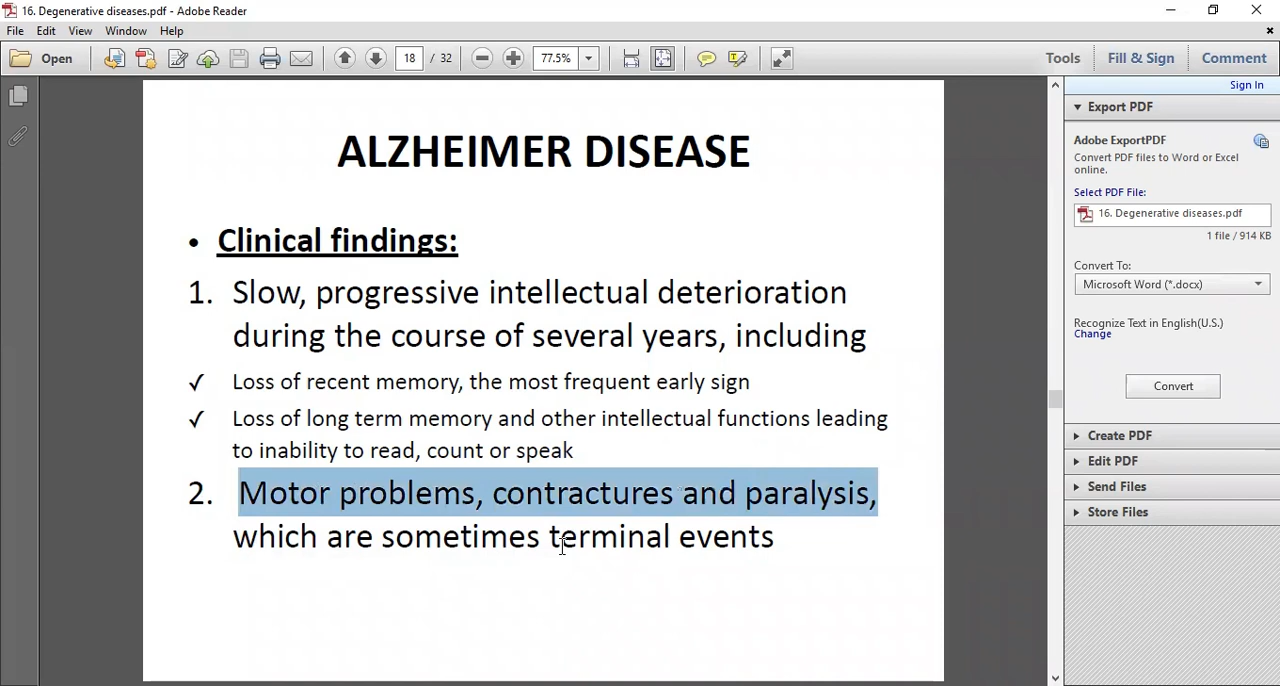 16. Degenerative diseases.pdf - Adobe Reader
File Edit View Window Help
Open 18 / 32 77.5% Tools Fill & Sign Comment
Sign In
ALZHEIMER DISEASE
• Clinical findings:
1. Slow, progressive intellectual deterioration
during the course of several years, including
✓ Loss of recent memory, the most frequent early sign
✓ Loss of long term memory and other intellectual functions leading
to inability to read, count or speak
2. Motor problems, contractures and paralysis,
which are sometimes terminal events
Export PDF
Adobe ExportPDF
Convert PDF files to Word or Excel
online.
Select PDF File:
16. Degenerative diseases.pdf
1 file / 914 KB
Convert To:
Microsoft Word (*.docx)
Recognize Text in English(U.S.)
Change
Convert
Create PDF
Edit PDF
Send Files
Store Files